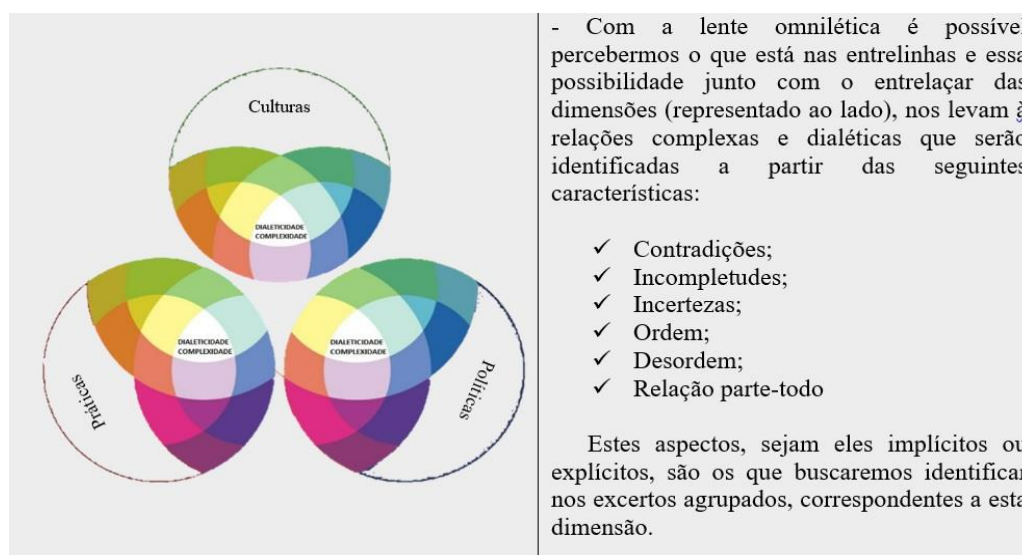 Culturas
DIALETICIDADE
COMPLEXIDADE
DIALETICIDADE
COMPLEXIDADE
DIALETICIDADE
COMPLEXIDADE
Práticas
Políticas
- Com a lente omnilética é possível
percebermos o que está nas entrelinhas e essa
possibilidade junto com o entrelaçar das
dimensões (representado ao lado), nos levam à
relações complexas e dialéticas que serão
identificadas a partir das seguintes
características:
✓ Contradições;
✓ Incompletudes;
✓ Incertezas;
✓ Ordem;
✓ Desordem;
✓ Relação parte-todo
Estes aspectos, sejam eles implícitos ou
explícitos, são os que buscaremos identificar
nos excertos agrupados, correspondentes a esta
dimensão.